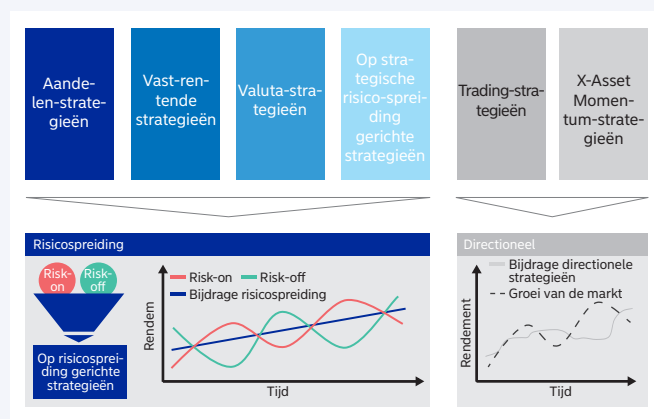 Aande-
len-strate-
gieën
Vast-ren-
tende
strategieën
Valuta-stra-
tegieën
Op stra-
tegische
risico-sprei-
ding
gerichte
strategieën
Trading-stra-
tegieën
X-Asset
Momen-
tum-strate-
gieën
Risicospreiding
Risk-
on
Risk-
off
Op risicosprei-
ding gerichte
strategieën
Risk-on
Risk-off
Bijdrage risicospreiding
Rendem
Tijd
Directioneel
Bijdrage directionele
strategieën
Groei van de markt
Rendement
Tijd